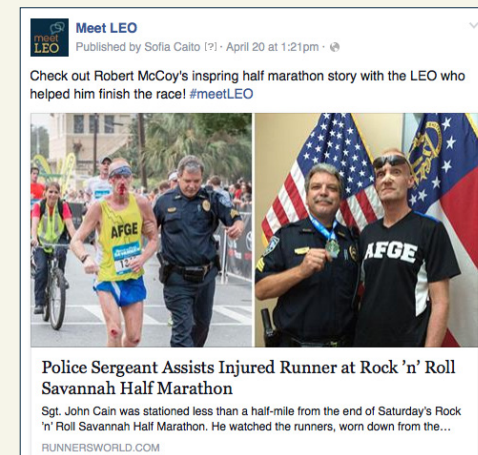 meet
LEO
Meet LEO
Published by Sofia Caito [?] · April 20 at 1:21pm ·
Check out Robert McCoy's inspring half marathon story with the LEO who
helped him finish the race! #meetLEO
AFGE
AFGE
Police Sergeant Assists Injured Runner at Rock ’n’ Roll
Savannah Half Marathon
Sgt. John Cain was stationed less than a half-mile from the end of Saturday’s Rock
’n’ Roll Savannah Half Marathon. He watched the runners, worn down from the...
RUNNERSWORLD.COM